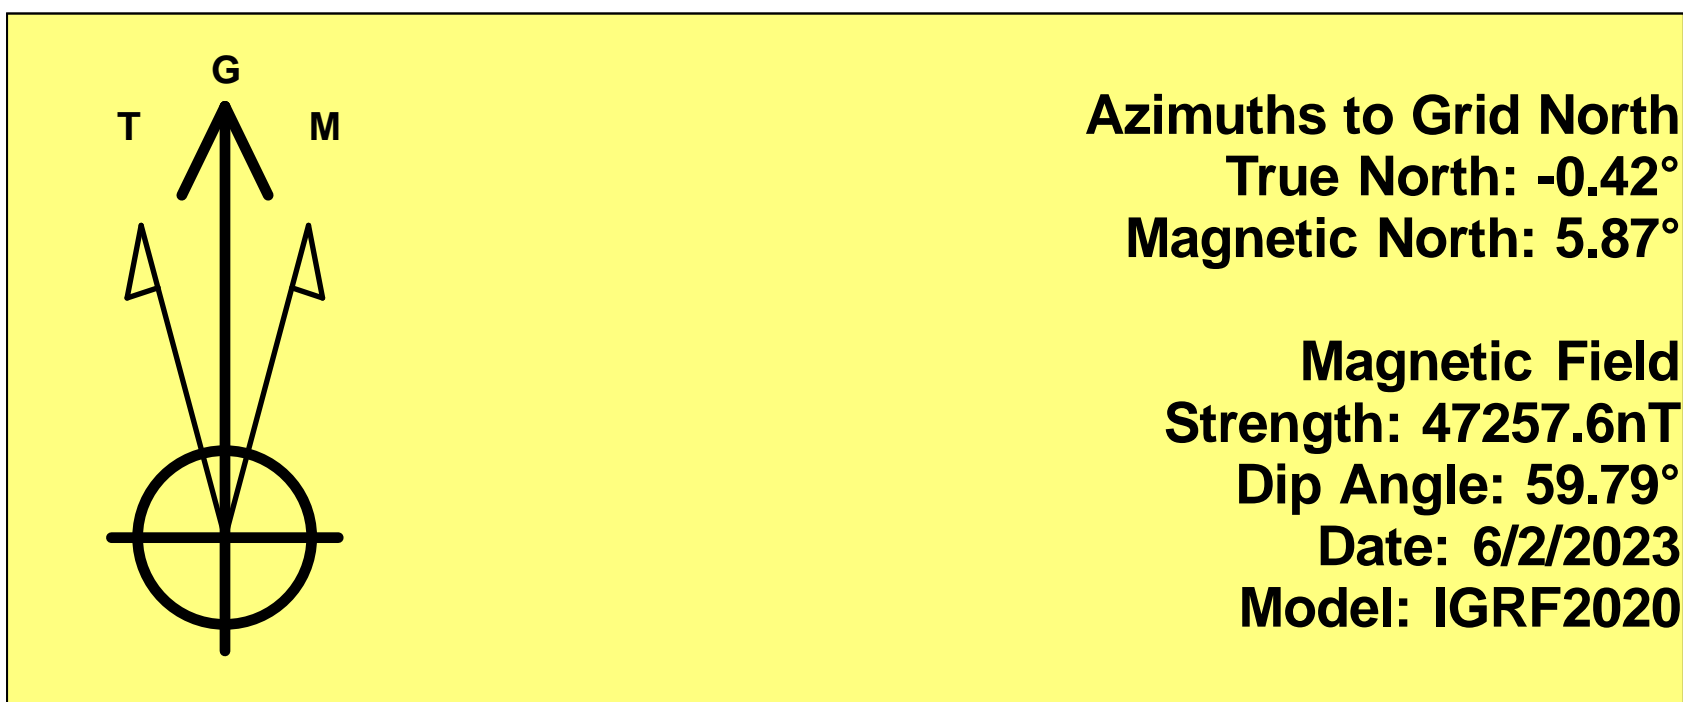 G
T
M
Azimuths to Grid North
True North: -0.42°
Magnetic North: 5.87°
Magnetic Field
Strength: 47257.6nT
Dip Angle: 59.79°
Date: 6/2/2023
Model: IGRF2020